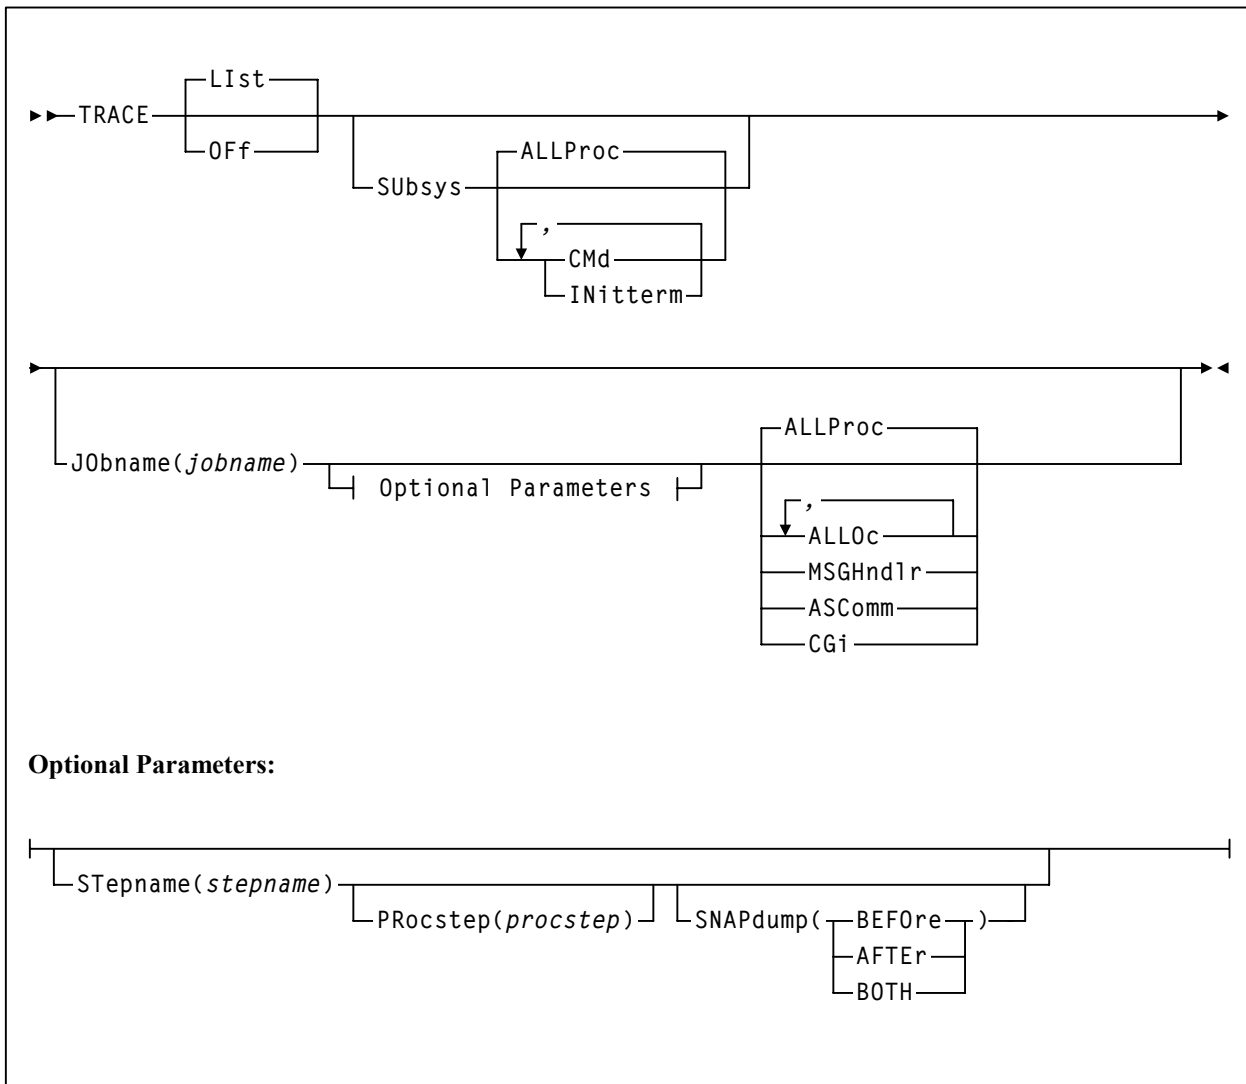 LIst
TRACE
OFf
ALLProc
SUbsys
,
CMd
INitterm
ALLProc
JObname(jobname)
Optional Parameters
,
ALLOc
MSGHndlr
ASComm
CGi
Optional Parameters:
STepname(stepname)
PRocstep(procstep) SNAPdump( BEFOre )
AFTEr
BOTH